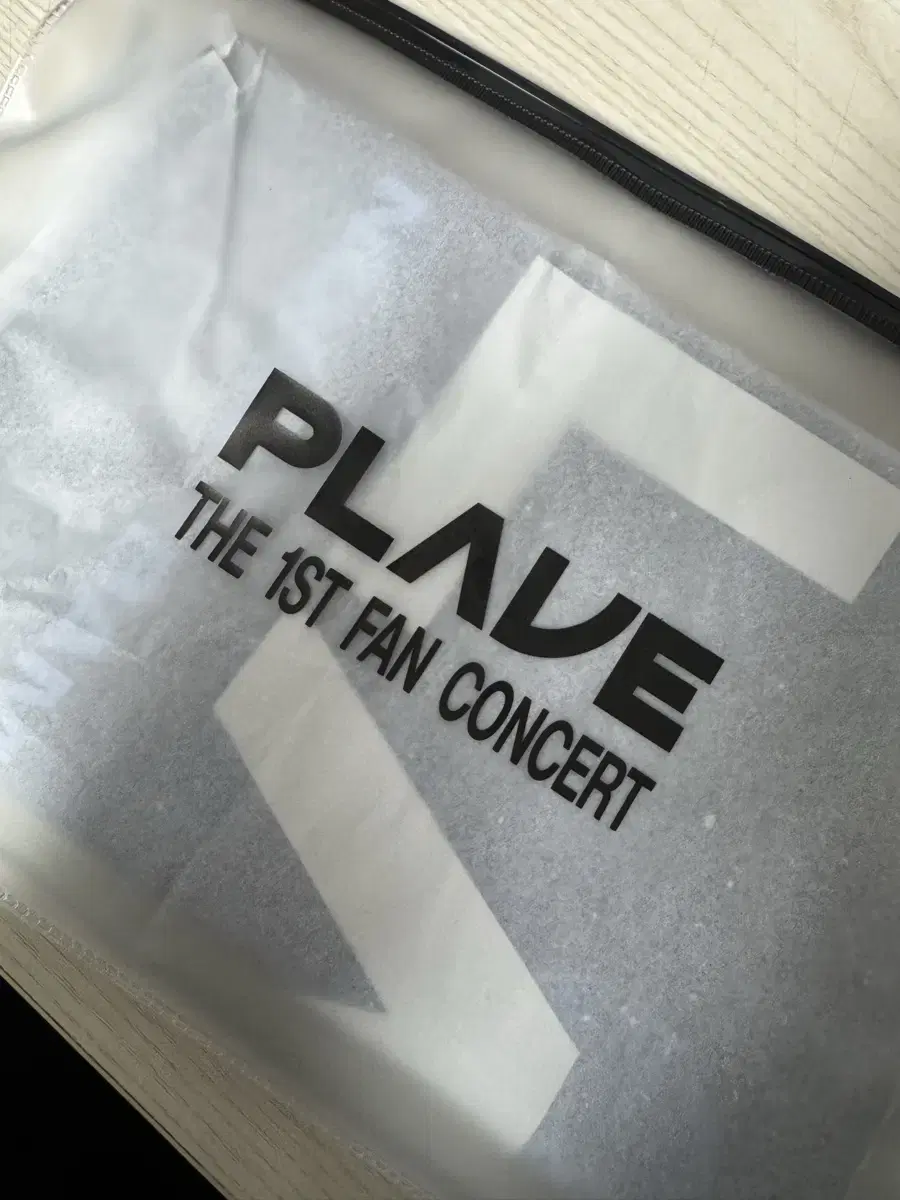 PLAVE
THE 1ST FAN CONCERT